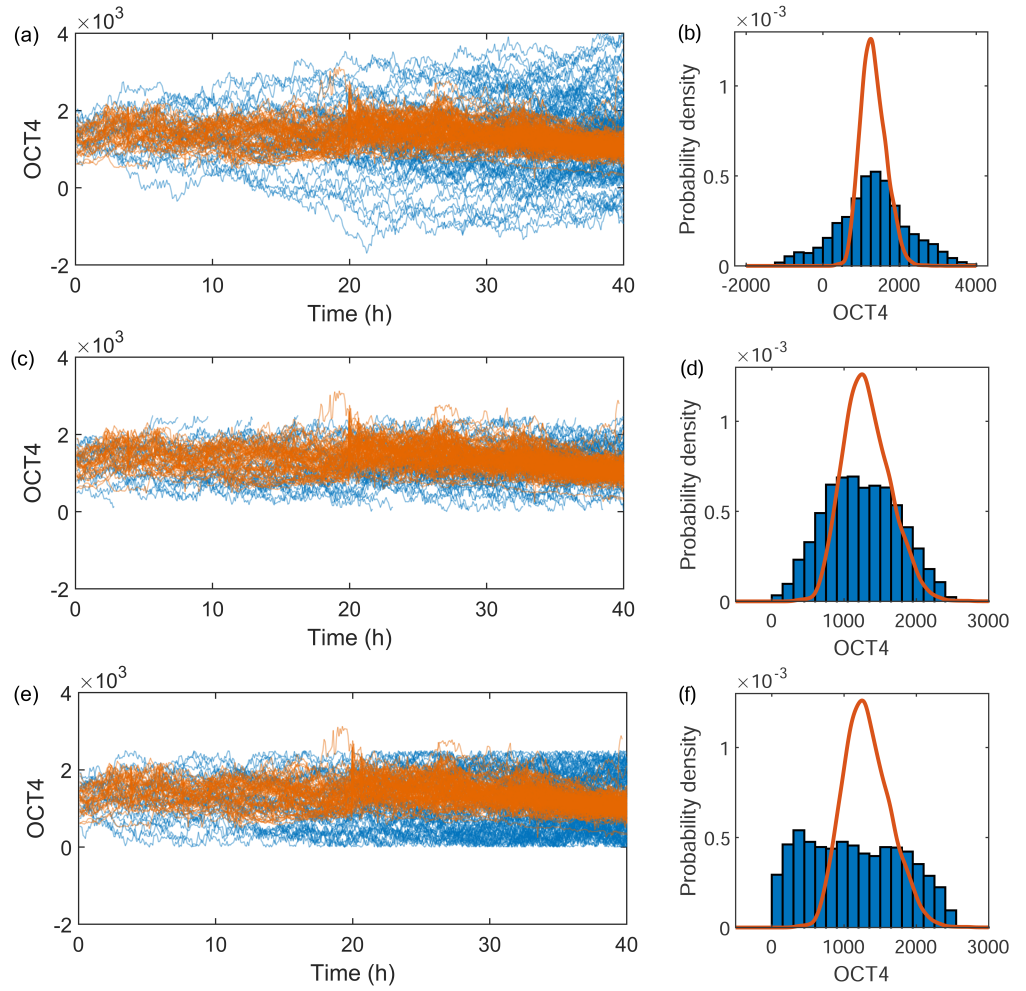 (a)
×10³
4
2
0
-2
OCT4
0 10 20 30 40
Time (h)
(b)
×10⁻³
1
0.5
0
Probability density
-2000 0 2000 4000
OCT4
(c)
×10³
4
2
0
-2
OCT4
0 10 20 30 40
Time (h)
(d)
×10⁻³
1
0.5
0
Probability density
0 1000 2000 3000
OCT4
(e)
×10³
4
2
0
-2
OCT4
0 10 20 30 40
Time (h)
(f)
×10⁻³
1
0.5
0
Probability density
0 1000 2000 3000
OCT4